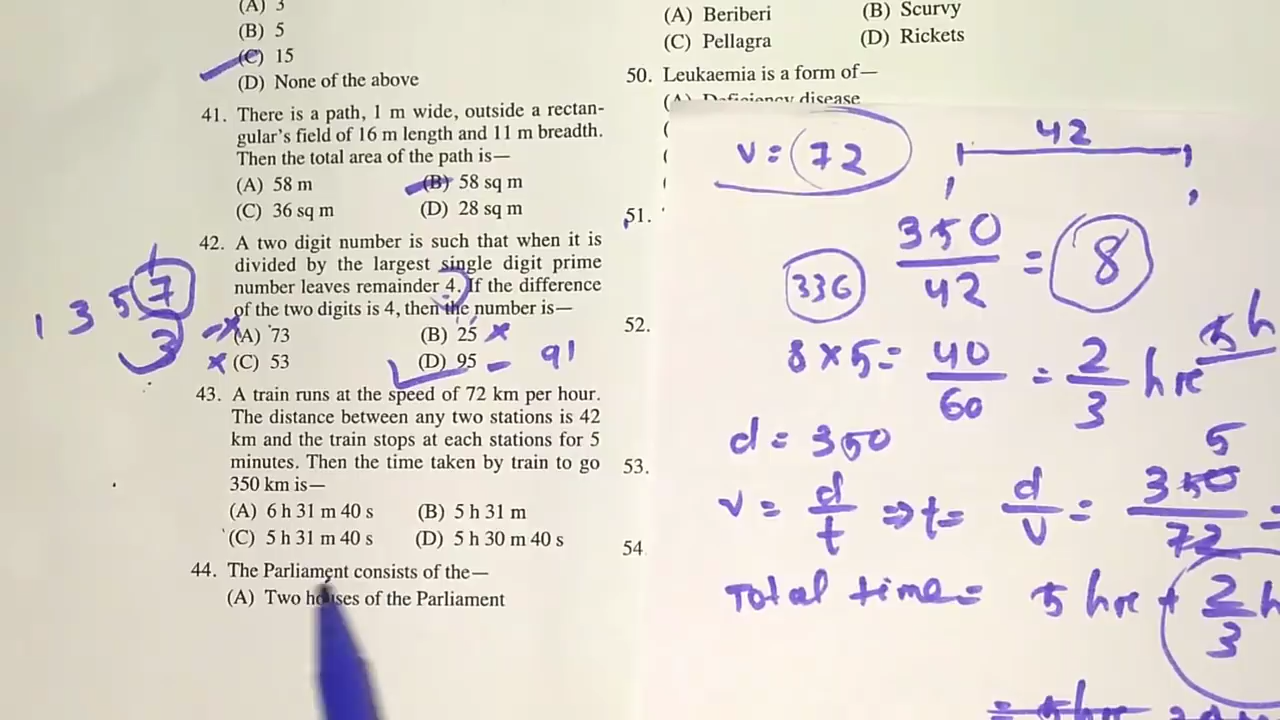 (A) 3
(B) 5
(C) 15
(D) None of the above
41. There is a path, 1 m wide, outside a rectan-
gular's field of 16 m length and 11 m breadth.
Then the total area of the path is—
(A) 58 m (B) 58 sq m
(C) 36 sq m (D) 28 sq m
42. A two digit number is such that when it is
divided by the largest single digit prime
number leaves remainder 4. If the difference
of the two digits is 4, then the number is—
(A) 73 (B) 25 x
x (C) 53 (D) 95 – 91
1 3 5 7
3
43. A train runs at the speed of 72 km per hour.
The distance between any two stations is 42
km and the train stops at each stations for 5
minutes. Then the time taken by train to go
350 km is—
(A) 6 h 31 m 40 s (B) 5 h 31 m
(C) 5 h 31 m 40 s (D) 5 h 30 m 40 s
44. The Parliament consists of the—
(A) Two houses of the Parliament
(A) Beriberi (B) Scurvy
(C) Pellagra (D) Rickets
50. Leukaemia is a form of—
(A) Deficiency disease
51.
52.
53.
54
v = 72
42
350
42
= 8
336
8 x 5 = 40
60
= 2
3
hre
5h
d = 350
5
v = d
t
=> t = d
v
= 350
72
=
Total time = 5 hre + 2
3
h
= 5hre